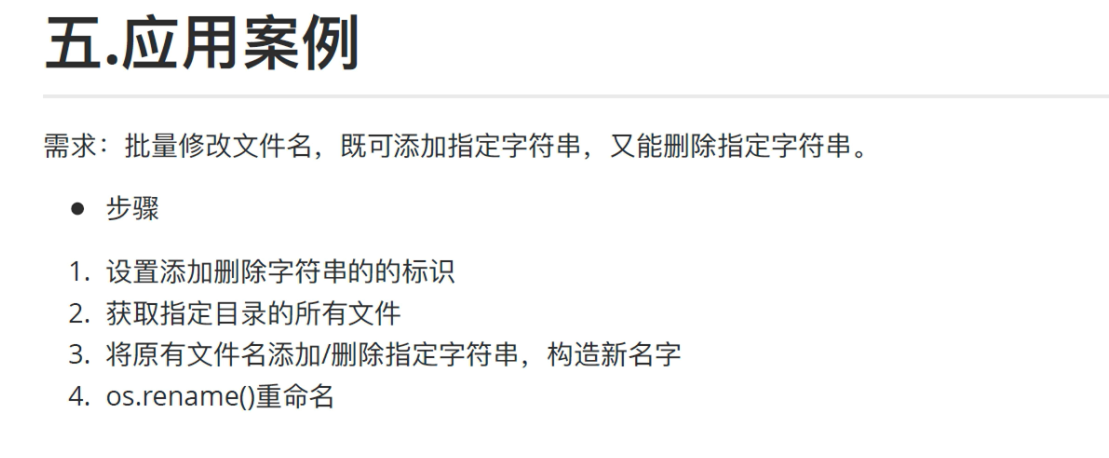 五.应用案例
需求：批量修改文件名，既可添加指定字符串，又能删除指定字符串。
● 步骤
1. 设置添加删除字符串的的标识
2. 获取指定目录的所有文件
3. 将原有文件名添加/删除指定字符串，构造新名字
4. os.rename()重命名